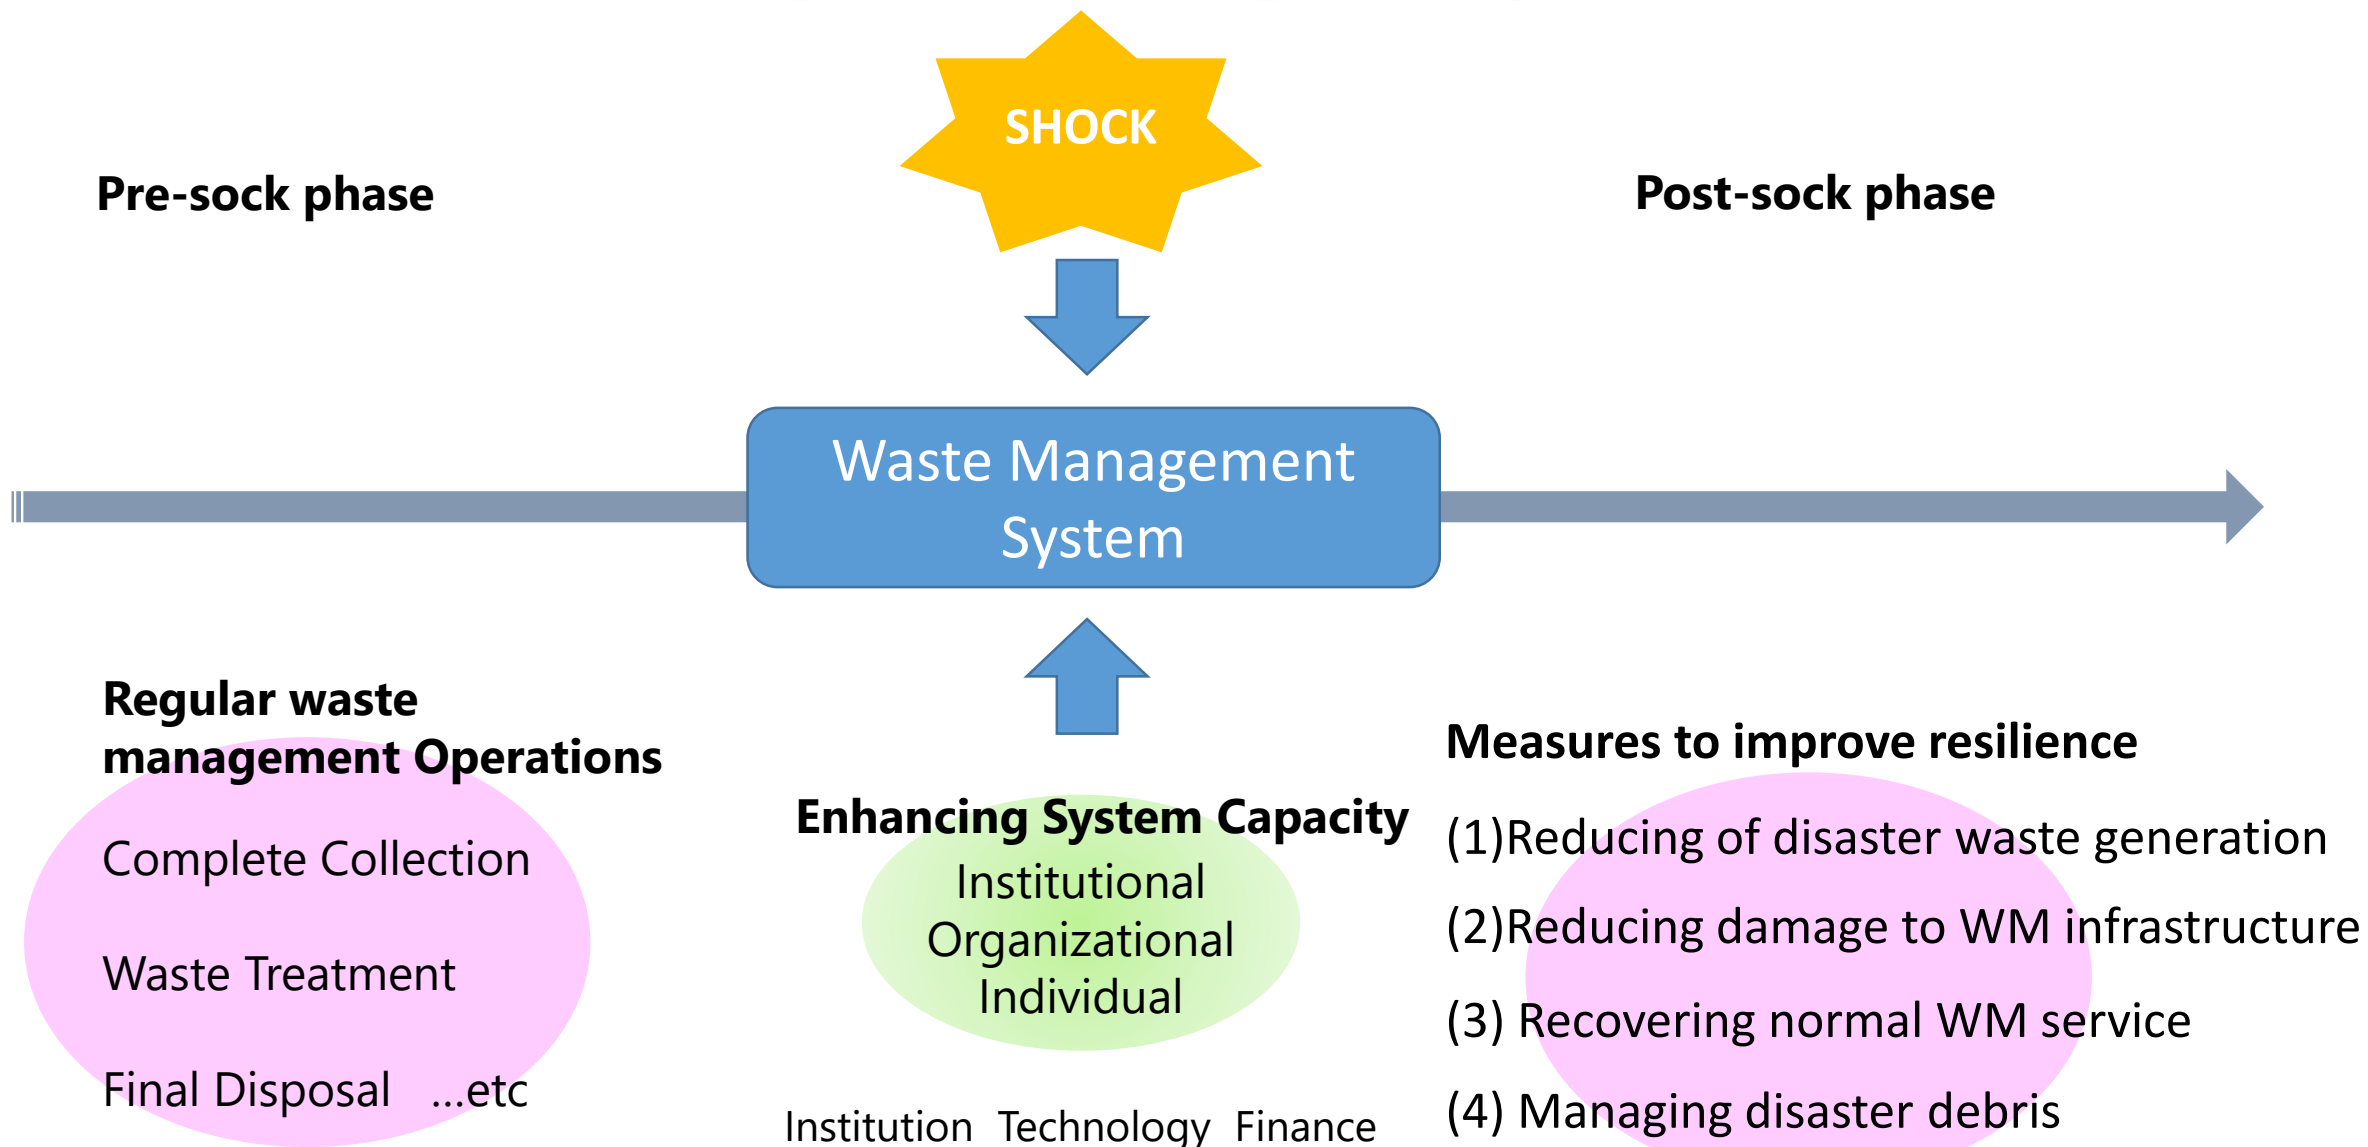 SHOCK
Pre-sock phase
Post-sock phase
Waste Management
System
Regular waste
management Operations
Complete Collection
Waste Treatment
Final Disposal ...etc
Enhancing System Capacity
Institutional
Organizational
Individual
Institution Technology Finance
Measures to improve resilience
(1)Reducing of disaster waste generation
(2)Reducing damage to WM infrastructure
(3) Recovering normal WM service
(4) Managing disaster debris